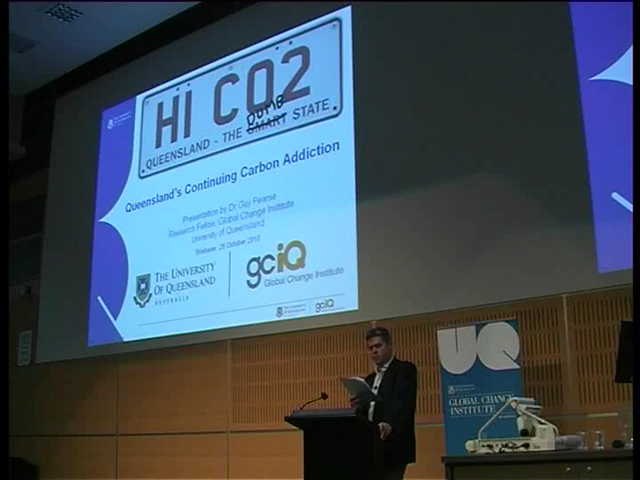 HI CO2
DUMB
QUEENSLAND - THE SMART STATE
Queensland's Continuing Carbon Addiction
Presentation by Dr Guy Pearse
Research Fellow, Global Change Institute
University of Queensland
Brisbane 28 October 2010
THE UNIVERSITY
OF QUEENSLAND
AUSTRALIA
gciQ
Global Change Institute
gciQ
UQ
GLOBAL CHANGE
INSTITUTE